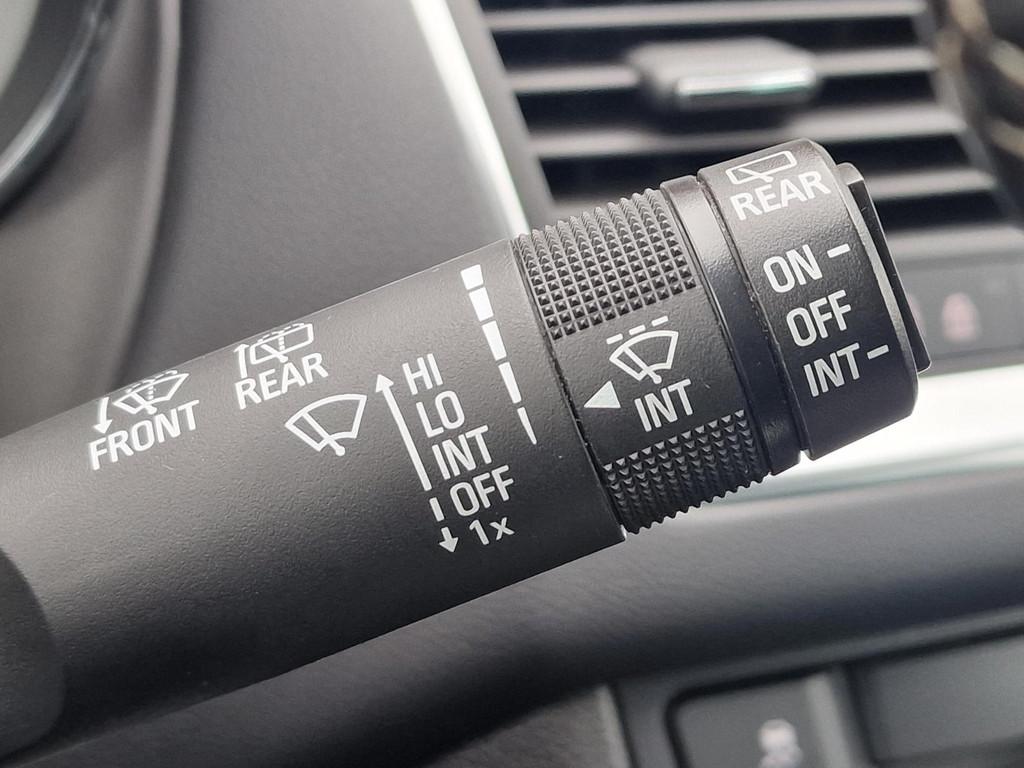 FRONT
REAR
HI
LO
INT
OFF
1x
INT
REAR
ON
OFF
INT